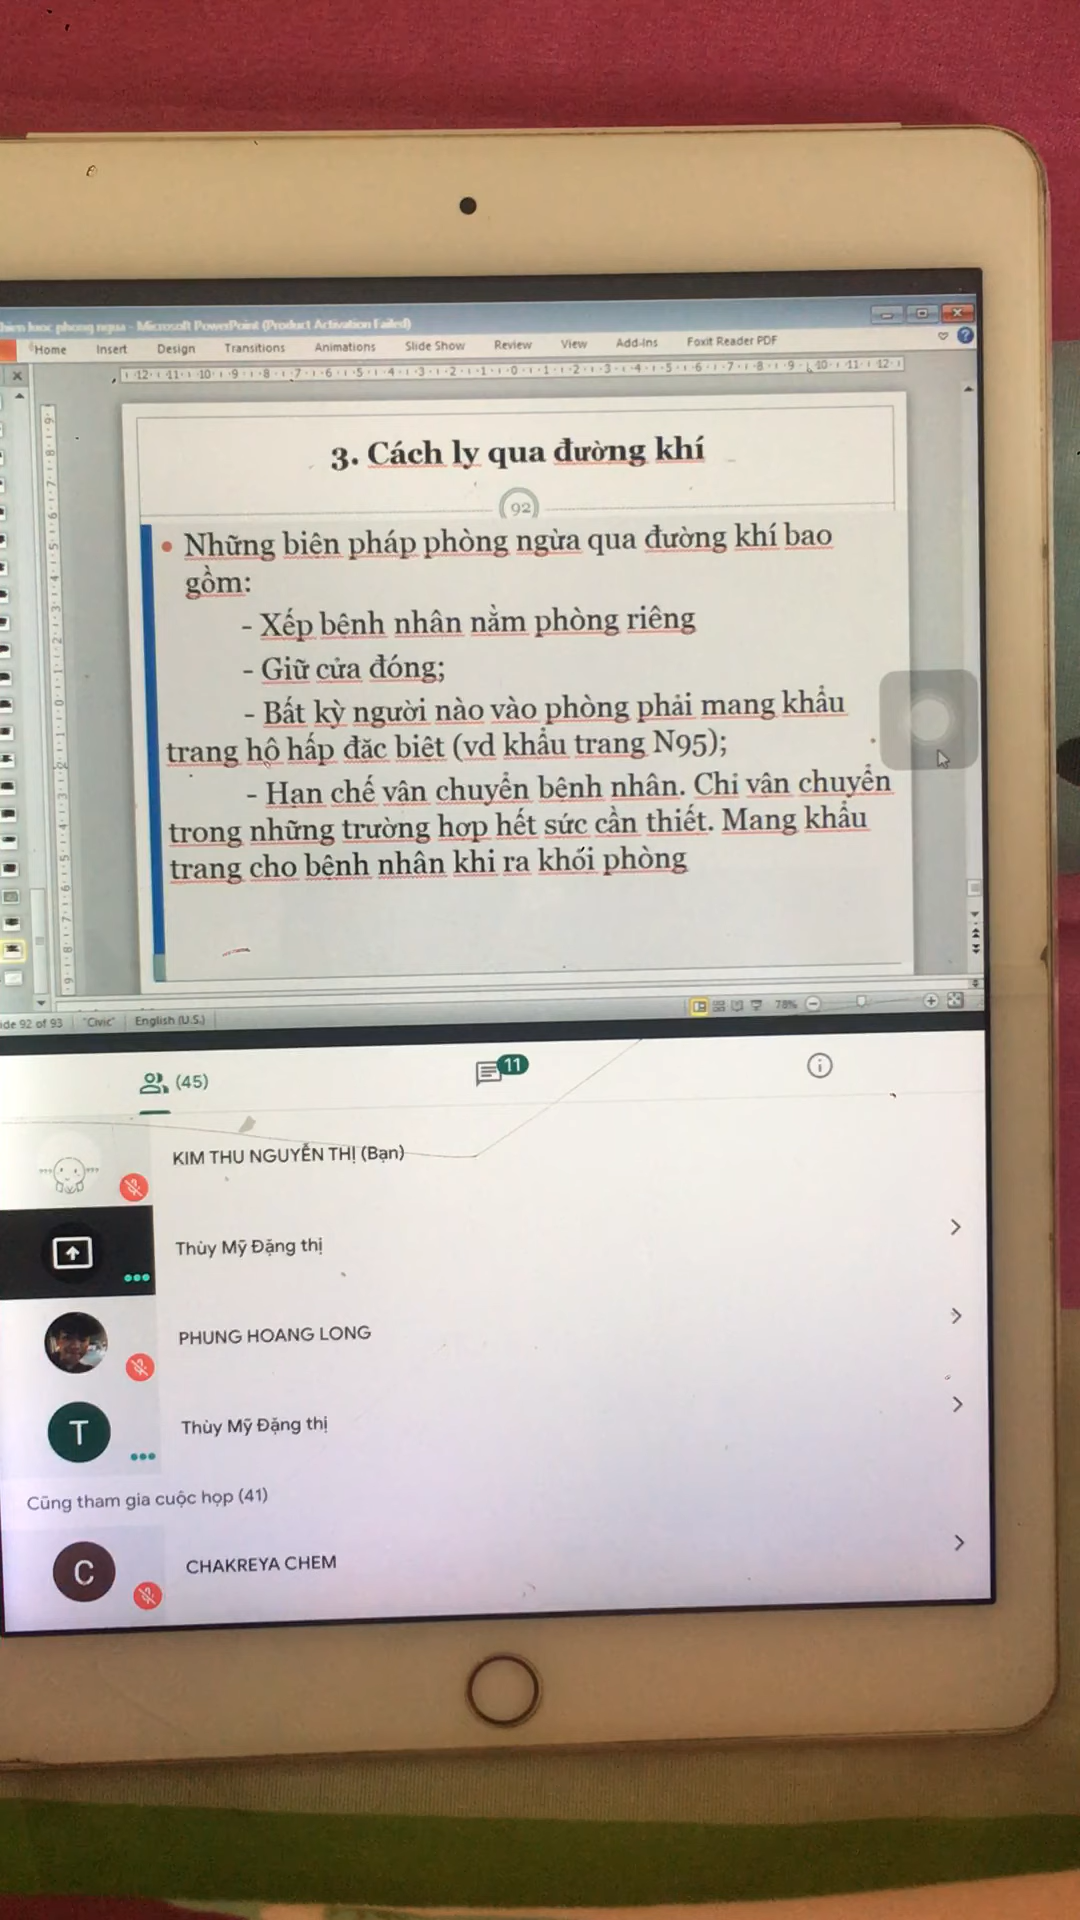 hien luoc phong ngua - Microsoft PowerPoint (Product Activation Failed)
Home Insert Design Transitions Animations Slide Show Review View Add-Ins Foxit Reader PDF
3. Cách ly qua đường khí
92
• Những biện pháp phòng ngừa qua đường khí bao
gồm:
- Xếp bệnh nhân nằm phòng riêng
- Giữ cửa đóng;
- Bất kỳ người nào vào phòng phải mang khẩu
trang hô hấp đặc biệt (vd khẩu trang N95);
- Hạn chế vận chuyển bệnh nhân. Chỉ vận chuyển
trong những trường hợp hết sức cần thiết. Mang khẩu
trang cho bệnh nhân khi ra khỏi phòng
ide 92 of 93 "Civic" English (U.S.) 78%
(45) 11
KIM THU NGUYỄN THỊ (Bạn)
Thùy Mỹ Đặng thị
PHUNG HOANG LONG
T Thùy Mỹ Đặng thị
Cũng tham gia cuộc họp (41)
C CHAKREYA CHEM